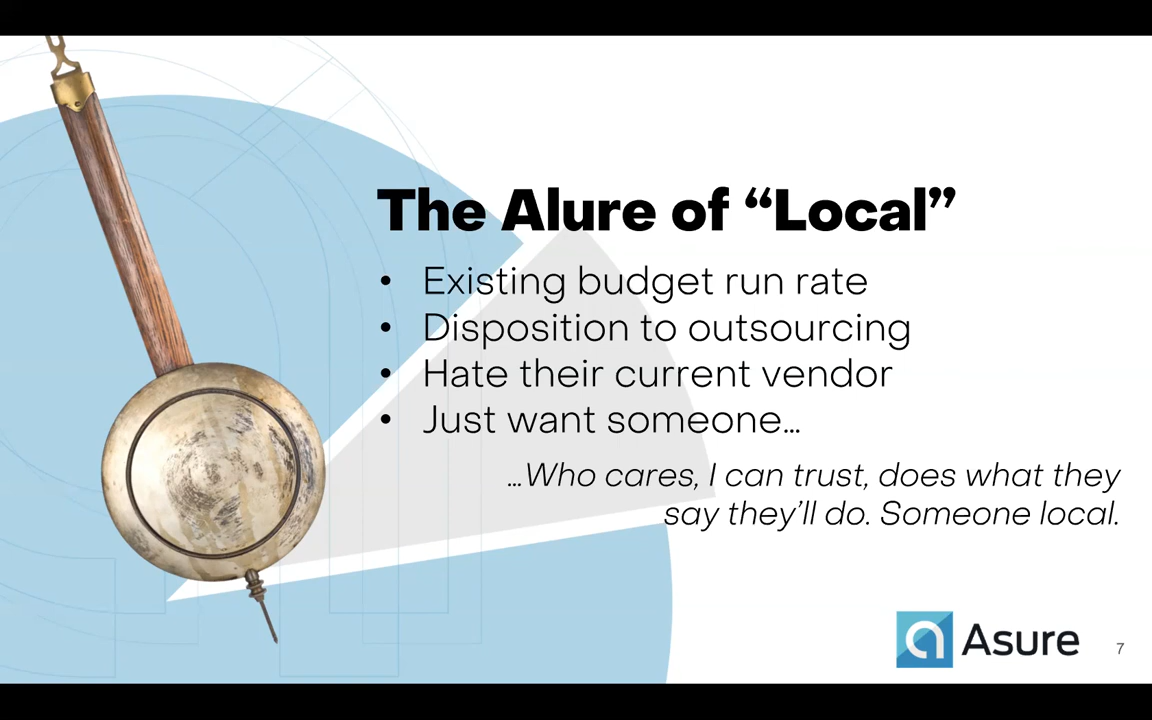 The Alure of “Local”
• Existing budget run rate
• Disposition to outsourcing
• Hate their current vendor
• Just want someone…
…Who cares, I can trust, does what they
say they’ll do. Someone local.
Asure
7